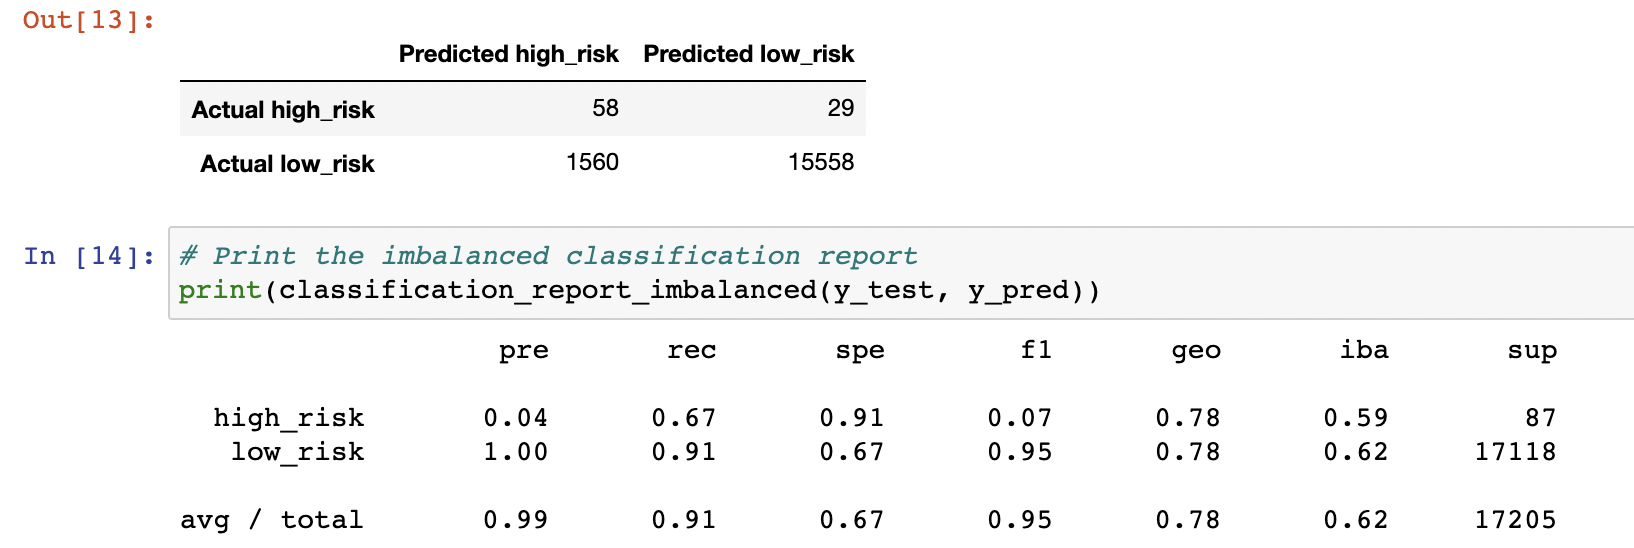 Out[13]:
Predicted high_risk Predicted low_risk
Actual high_risk 58 29
Actual low_risk 1560 15558
In [14]: # Print the imbalanced classification report
print(classification_report_imbalanced(y_test, y_pred))
pre rec spe f1 geo iba sup
high_risk 0.04 0.67 0.91 0.07 0.78 0.59 87
low_risk 1.00 0.91 0.67 0.95 0.78 0.62 17118
avg / total 0.99 0.91 0.67 0.95 0.78 0.62 17205